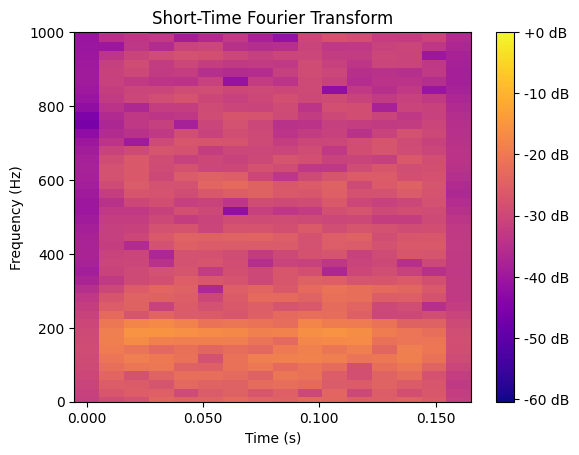 Short-Time Fourier Transform
1000
800
600
400
200
0
Frequency (Hz)
0.000
0.050
0.100
0.150
Time (s)
+0 dB
-10 dB
-20 dB
-30 dB
-40 dB
-50 dB
-60 dB